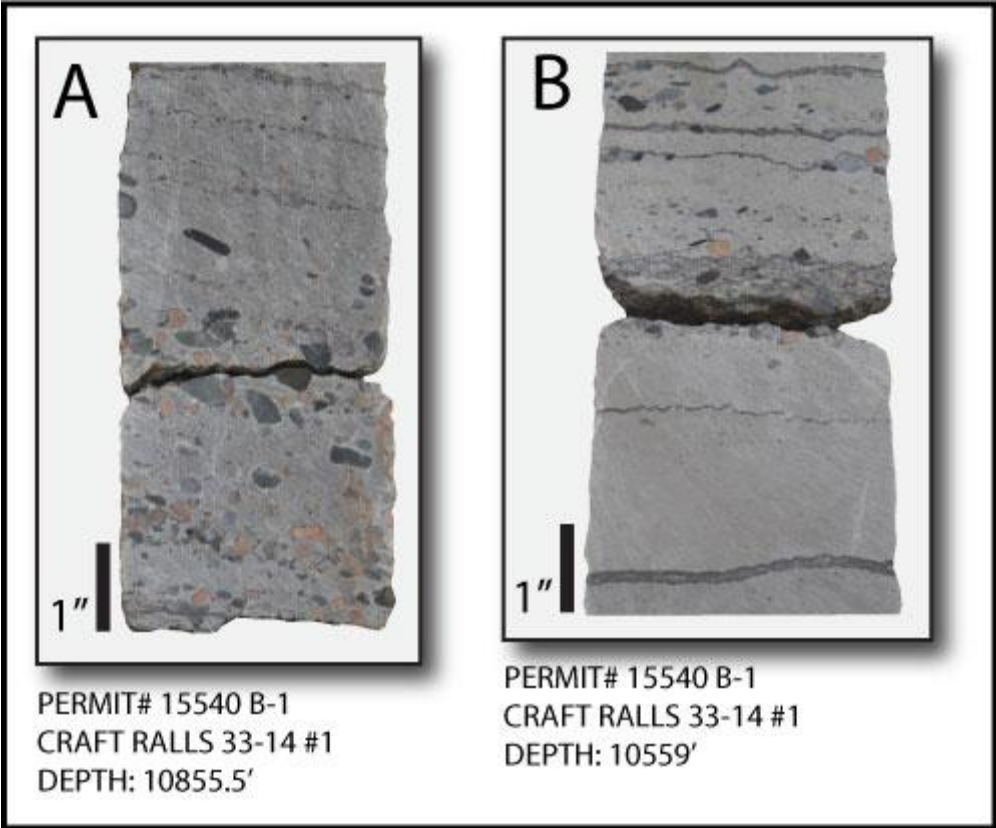 A
1”
PERMIT# 15540 B-1
CRAFT RALLS 33-14 #1
DEPTH: 10855.5’
B
1”
PERMIT# 15540 B-1
CRAFT RALLS 33-14 #1
DEPTH: 10559’